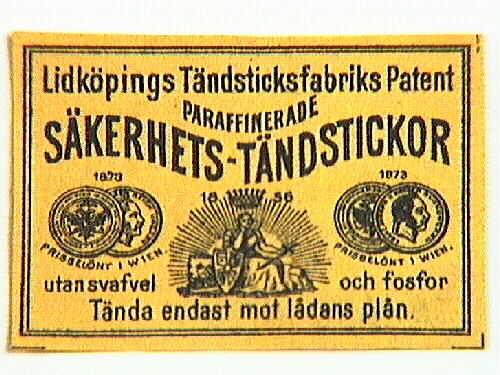 Lidköpings Tändsticksfabriks Patent
PARAFFINERADE
SÄKERHETS-TÄNDSTICKOR
1873
1873
18 56
PRISBELÖNT I WIEN.
PRISBELÖNT I WIEN.
utan svafvel och fosfor
Tända endast mot lådans plån.